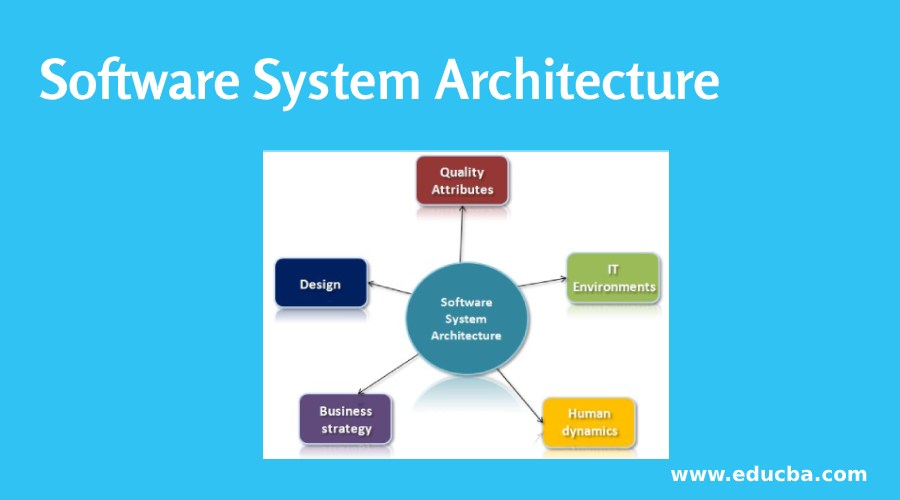 Software System Architecture
Quality
Attributes
Design
IT
Environments
Software
System
Architecture
Business
strategy
Human
dynamics
www.educba.com